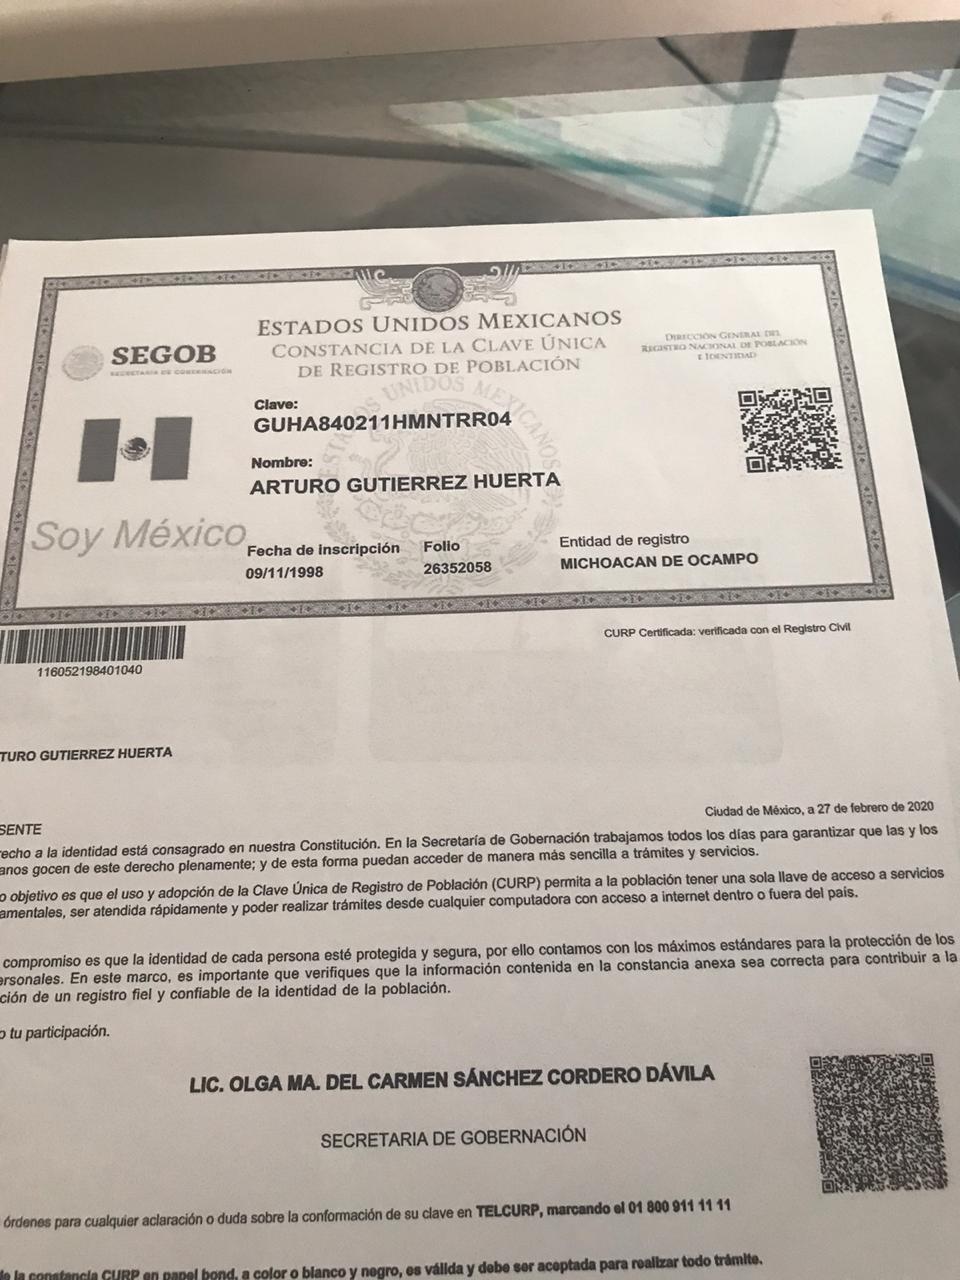 ESTADOS UNIDOS MEXICANOS
CONSTANCIA DE LA CLAVE ÚNICA
DE REGISTRO DE POBLACIÓN
SEGOB
SECRETARÍA DE GOBERNACIÓN
DIRECCIÓN GENERAL DEL
REGISTRO NACIONAL DE POBLACIÓN
E IDENTIDAD
Clave:
GUHA840211HMNTRR04
Nombre:
ARTURO GUTIERREZ HUERTA
Soy México
ESTADOS UNIDOS MEXICANOS
Fecha de inscripción
09/11/1998
Folio
26352058
Entidad de registro
MICHOACAN DE OCAMPO
116052198401040
CURP Certificada: verificada con el Registro Civil
TURO GUTIERREZ HUERTA
Ciudad de México, a 27 de febrero de 2020
SENTE
echo a la identidad está consagrado en nuestra Constitución. En la Secretaría de Gobernación trabajamos todos los días para garantizar que las y los
anos gocen de este derecho plenamente; y de esta forma puedan acceder de manera más sencilla a trámites y servicios.
o objetivo es que el uso y adopción de la Clave Única de Registro de Población (CURP) permita a la población tener una sola llave de acceso a servicios
amentales, ser atendida rápidamente y poder realizar trámites desde cualquier computadora con acceso a internet dentro o fuera del país.
compromiso es que la identidad de cada persona esté protegida y segura, por ello contamos con los máximos estándares para la protección de los
ersonales. En este marco, es importante que verifiques que la información contenida en la constancia anexa sea correcta para contribuir a la
ción de un registro fiel y confiable de la identidad de la población.
o tu participación.
LIC. OLGA MA. DEL CARMEN SÁNCHEZ CORDERO DÁVILA
SECRETARIA DE GOBERNACIÓN
órdenes para cualquier aclaración o duda sobre la conformación de su clave en TELCURP, marcando el 01 800 911 11 11
de la constancia CURP en papel bond, a color o blanco y negro, es válida y debe ser aceptada para realizar todo trámite.